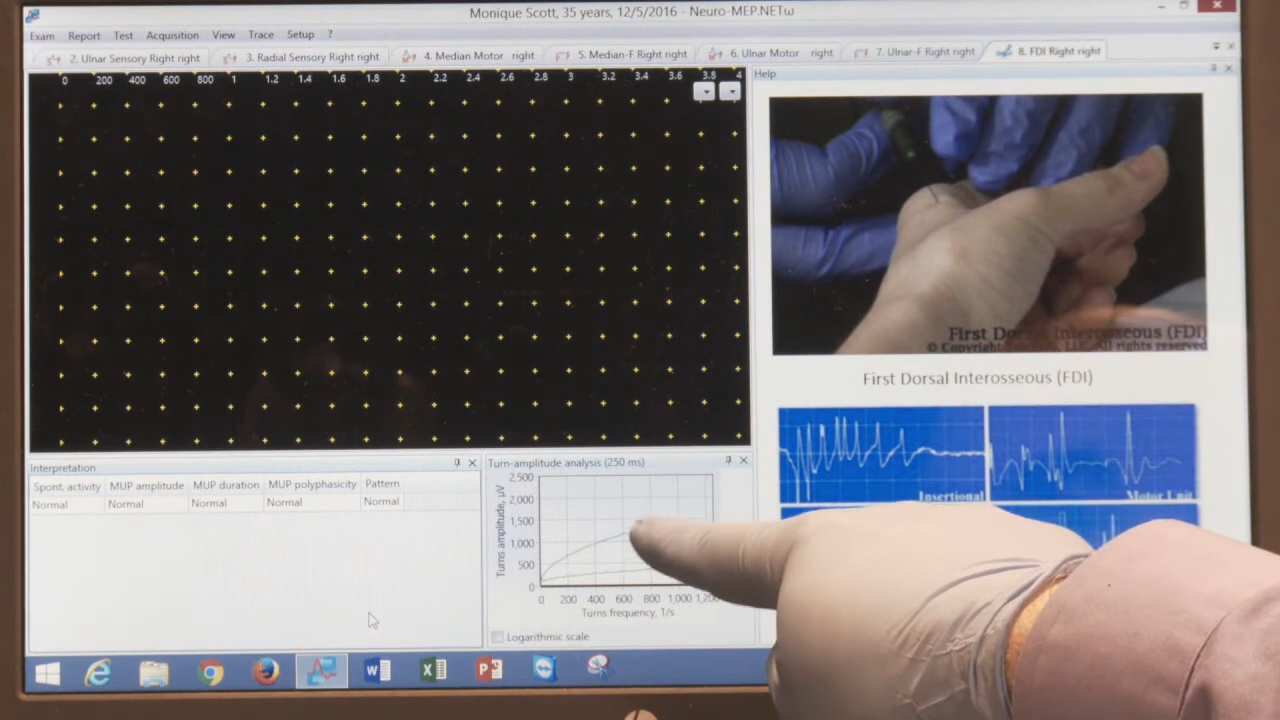 Monique Scott, 35 years, 12/5/2016 - Neuro-MEP.NETω
Exam Report Test Acquisition View Trace Setup ?
2. Ulnar Sensory Right right 3. Radial Sensory Right right 4. Median Motor right 5. Median-F Right right 6. Ulnar Motor right 7. Ulnar-F Right right 8. FDI Right right
0 200 400 600 800 1 1.2 1.4 1.6 1.8 2 2.2 2.4 2.6 2.8 3 3.2 3.4 3.6 3.8 4
Help
First Dorsal Interosseous (FDI)
© Copyright LLC. All rights reserved
First Dorsal Interosseous (FDI)
Insertional
Motor Unit
Interpretation
Spont. activity MUP amplitude MUP duration MUP polyphasicity Pattern
Normal Normal Normal Normal Normal
Turn-amplitude analysis (250 ms)
Turns amplitude, µV
2,500
2,000
1,500
1,000
500
0
0 200 400 600 800 1,000
Turns frequency, 1/s
Logarithmic scale